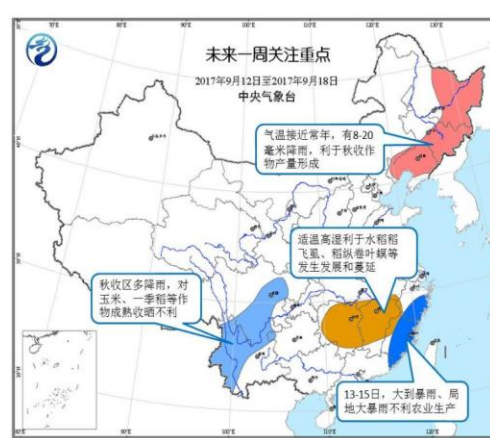 未来一周关注重点
2017年9月12日至2017年9月18日
中央气象台
气温接近常年，有8-20
毫米降雨，利于秋收作
物产量形成
适温高湿利于水稻稻
飞虱、稻纵卷叶螟等
发生发展和蔓延
秋收区多降雨，对
玉米、一季稻等作
物成熟收晒不利
13-15日，大到暴雨、局
地大暴雨不利农业生产